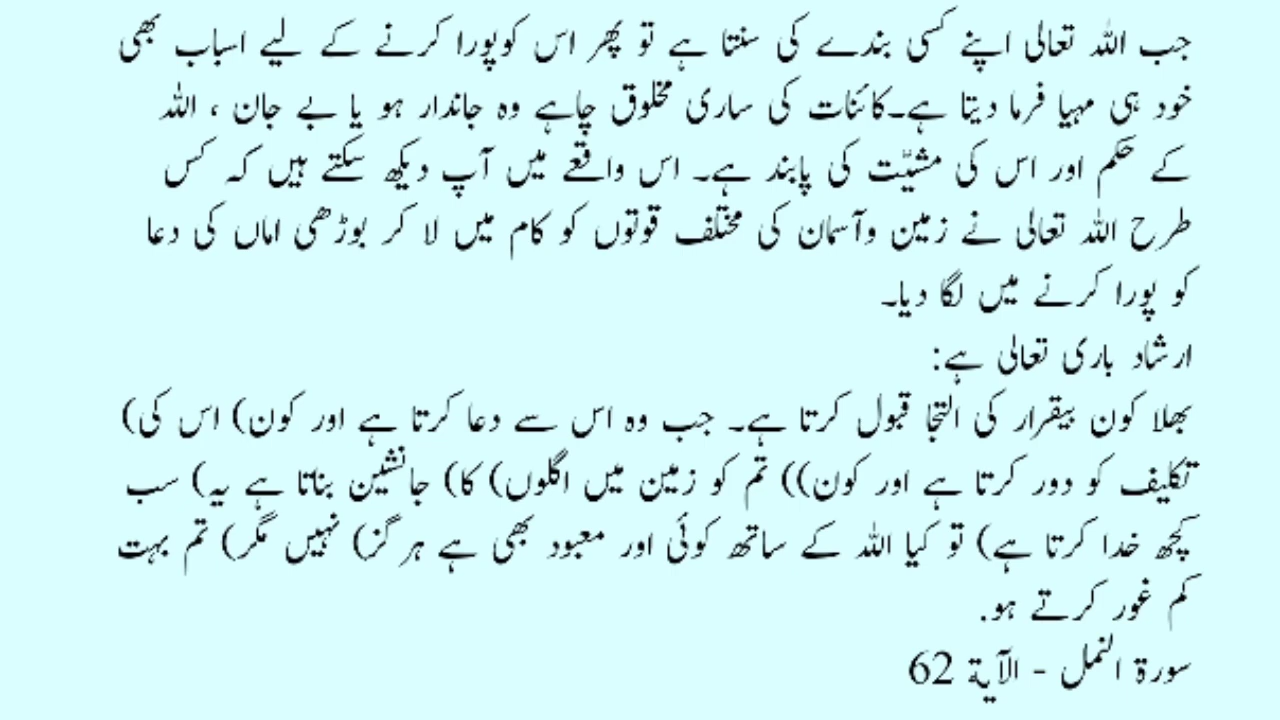 جب اللہ تعالی اپنے کسی بندے کی سنتا ہے تو پھر اس کوپورا کرنے کے لیے اسباب بھی
خود ہی مہیا فرما دیتا ہے۔کائنات کی ساری مخلوق چاہے وہ جاندار ہو یا بے جان ، اللہ
کے حکم اور اس کی مشیّت کی پابند ہے۔ اس واقعے میں آپ دیکھ سکتے ہیں کہ کس
طرح اللہ تعالی نے زمین وآسمان کی مختلف قوتوں کو کام میں لا کر بوڑھی اماں کی دعا
کو پورا کرنے میں لگا دیا۔
ارشاد باری تعالی ہے:
بھلا کون بیقرار کی التجا قبول کرتا ہے۔ جب وہ اس سے دعا کرتا ہے اور کون) اس کی(
تکلیف کو دور کرتا ہے اور کون)) تم کو زمین میں اگلوں) کا( جانشین بناتا ہے یہ) سب
کچھ خدا کرتا ہے( تو کیا اللہ کے ساتھ کوئی اور معبود بھی ہے ہر گز) نہیں مگر( تم بہت
کم غور کرتے ہو.
سورة النمل - الآية 62